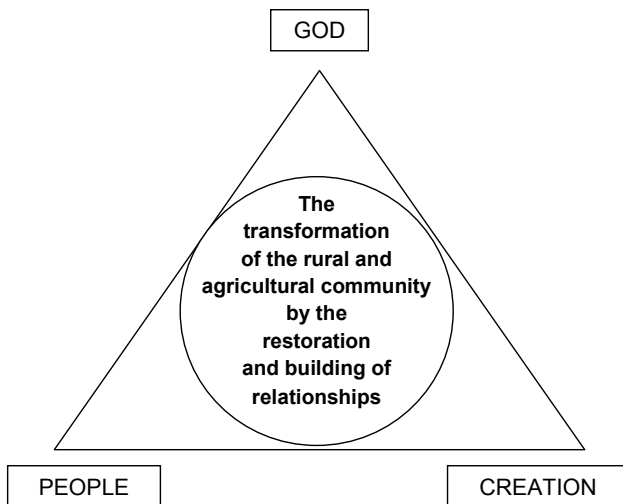 GOD
The
transformation
of the rural and
agricultural community
by the
restoration
and building of
relationships
PEOPLE
CREATION